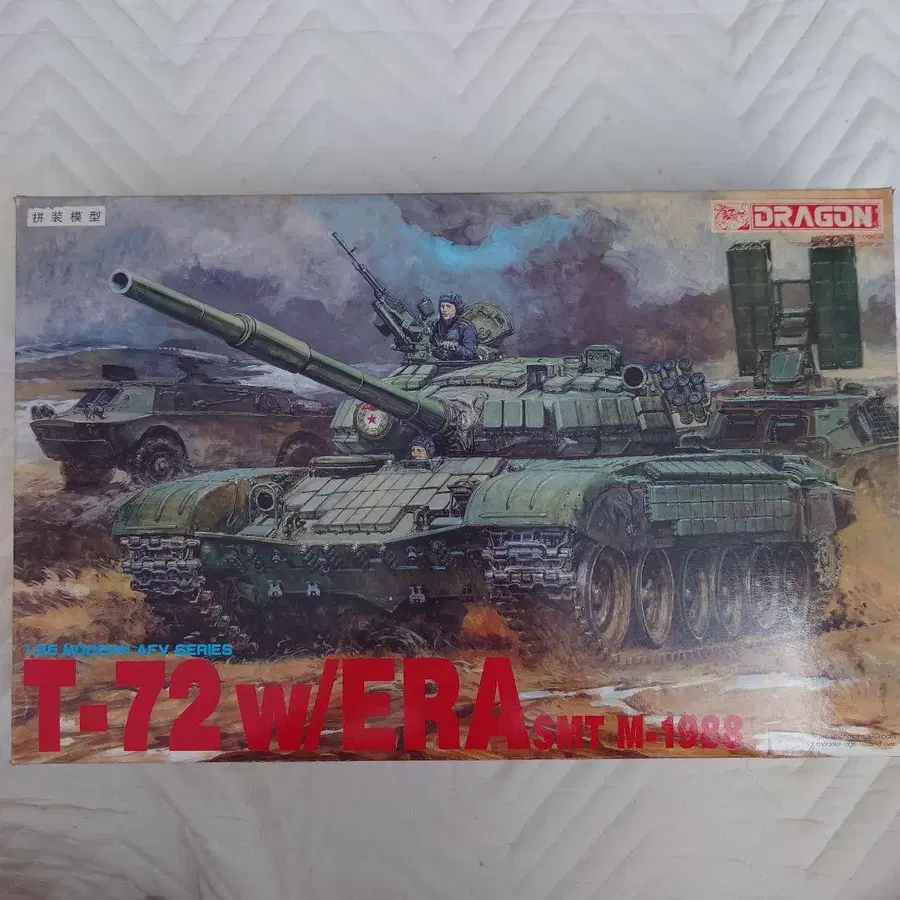 拼装模型
DRAGON
1:35 MODERN AFV SERIES
T-72 w/ERA SMT M-1988